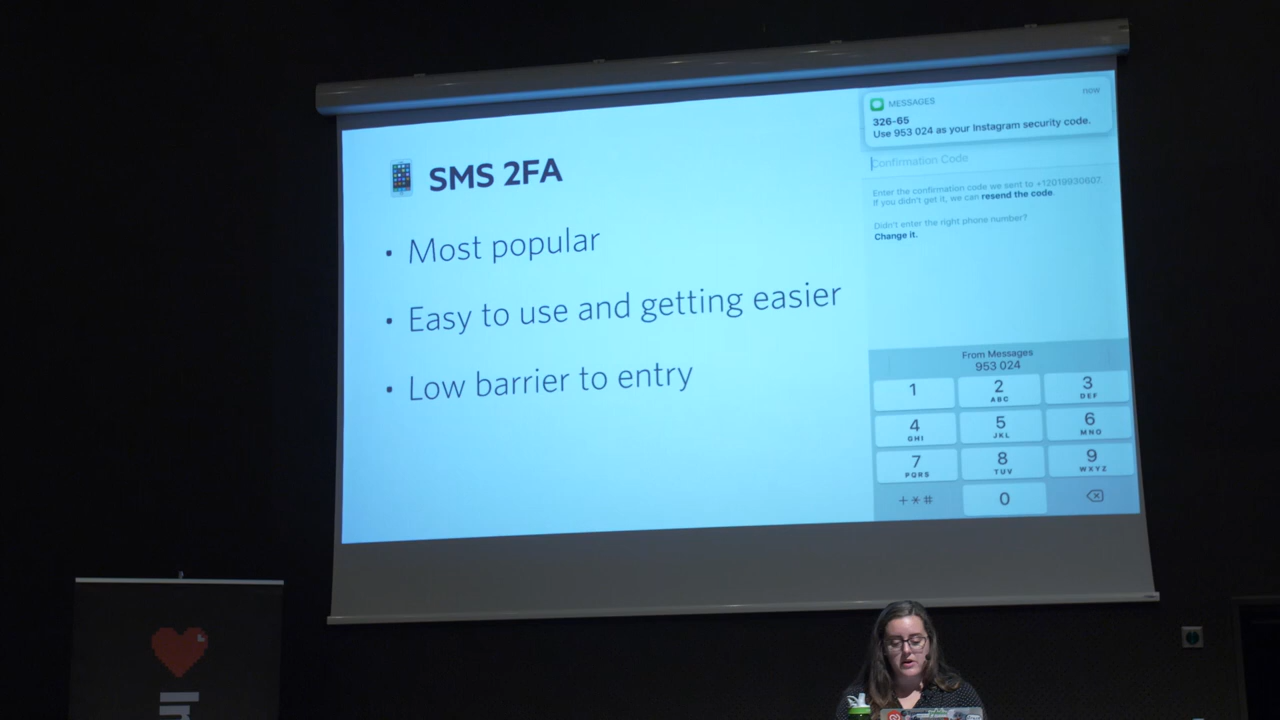 SMS 2FA
• Most popular
• Easy to use and getting easier
• Low barrier to entry
MESSAGES
now
326-65
Use 953 024 as your Instagram security code.
Confirmation Code
Enter the confirmation code we sent to +12019930607.
If you didn't get it, we can resend the code.
Didn't enter the right phone number?
Change it.
From Messages
953 024
1
2
ABC
3
DEF
4
GHI
5
JKL
6
MNO
7
PQRS
8
TUV
9
WXYZ
+*#
0